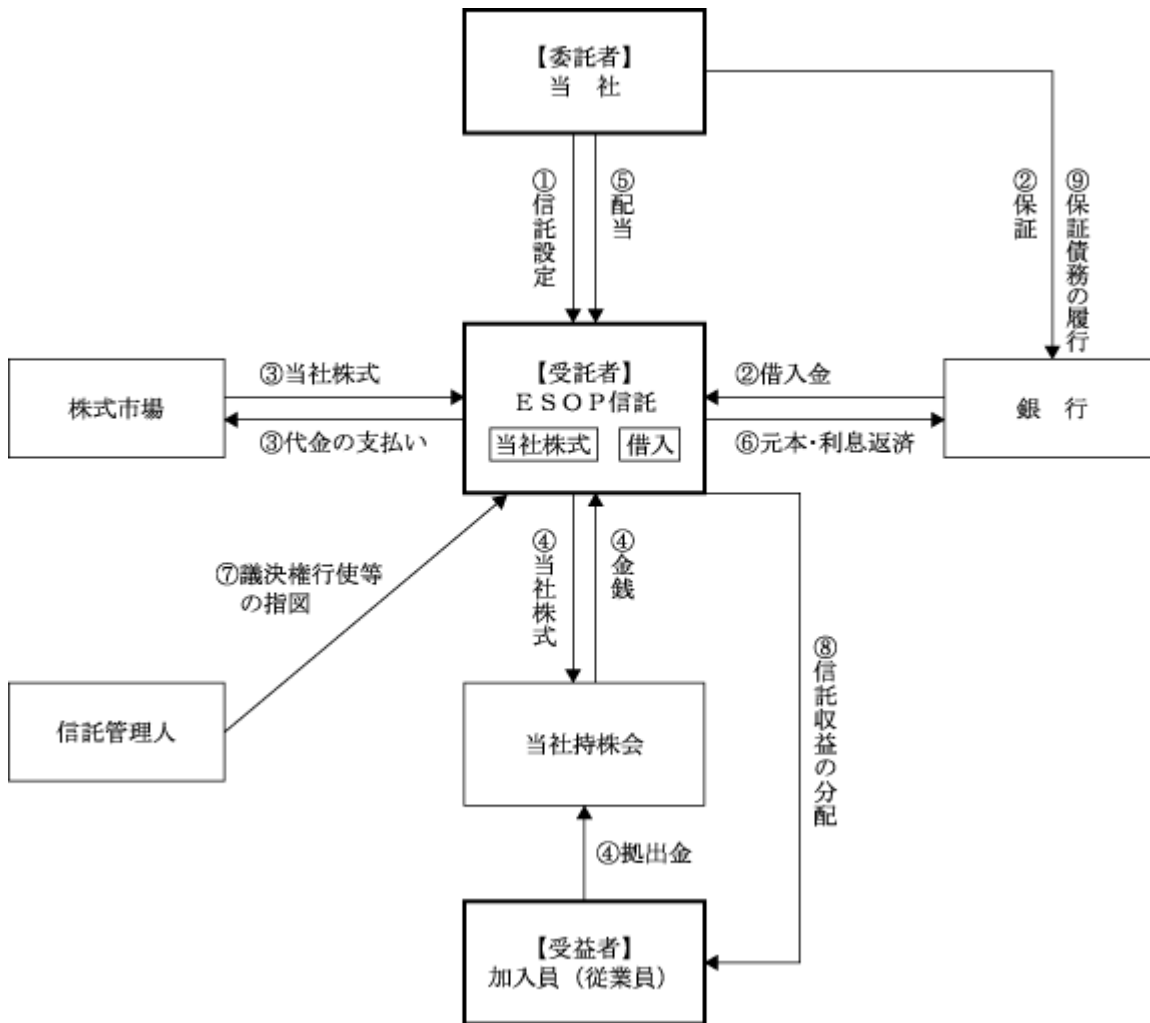 【委託者】
当 社
①信託設定
⑤配当
②保証
⑨保証債務の履行
株式市場
③当社株式
③代金の支払い
【受託者】
ESOP信託
当社株式
借入
②借入金
⑥元本・利息返済
銀 行
⑦議決権行使等
の指図
④当社株式
④金銭
⑧信託収益の分配
信託管理人
当社持株会
④拠出金
【受益者】
加入員（従業員）